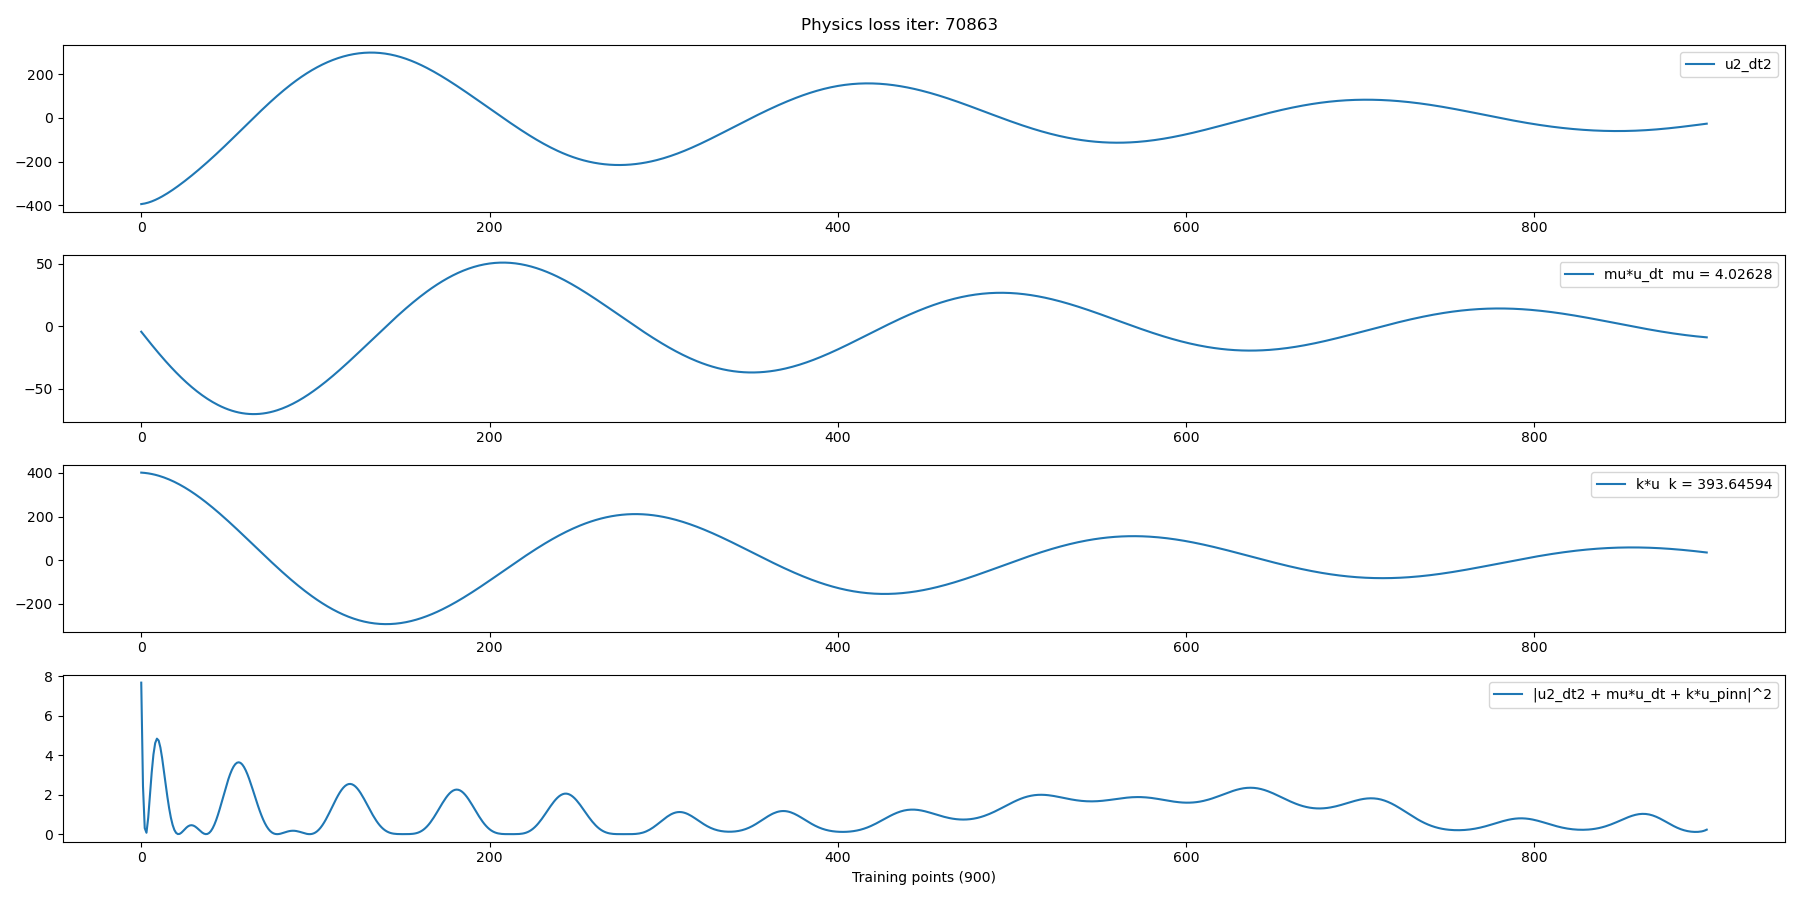 Physics loss iter: 70863
u2_dt2
200
0
−200
−400
0 200 400 600 800
mu*u_dt mu = 4.02628
50
0
−50
0 200 400 600 800
k*u k = 393.64594
400
200
0
−200
0 200 400 600 800
|u2_dt2 + mu*u_dt + k*u_pinn|^2
8
6
4
2
0
0 200 400 600 800
Training points (900)